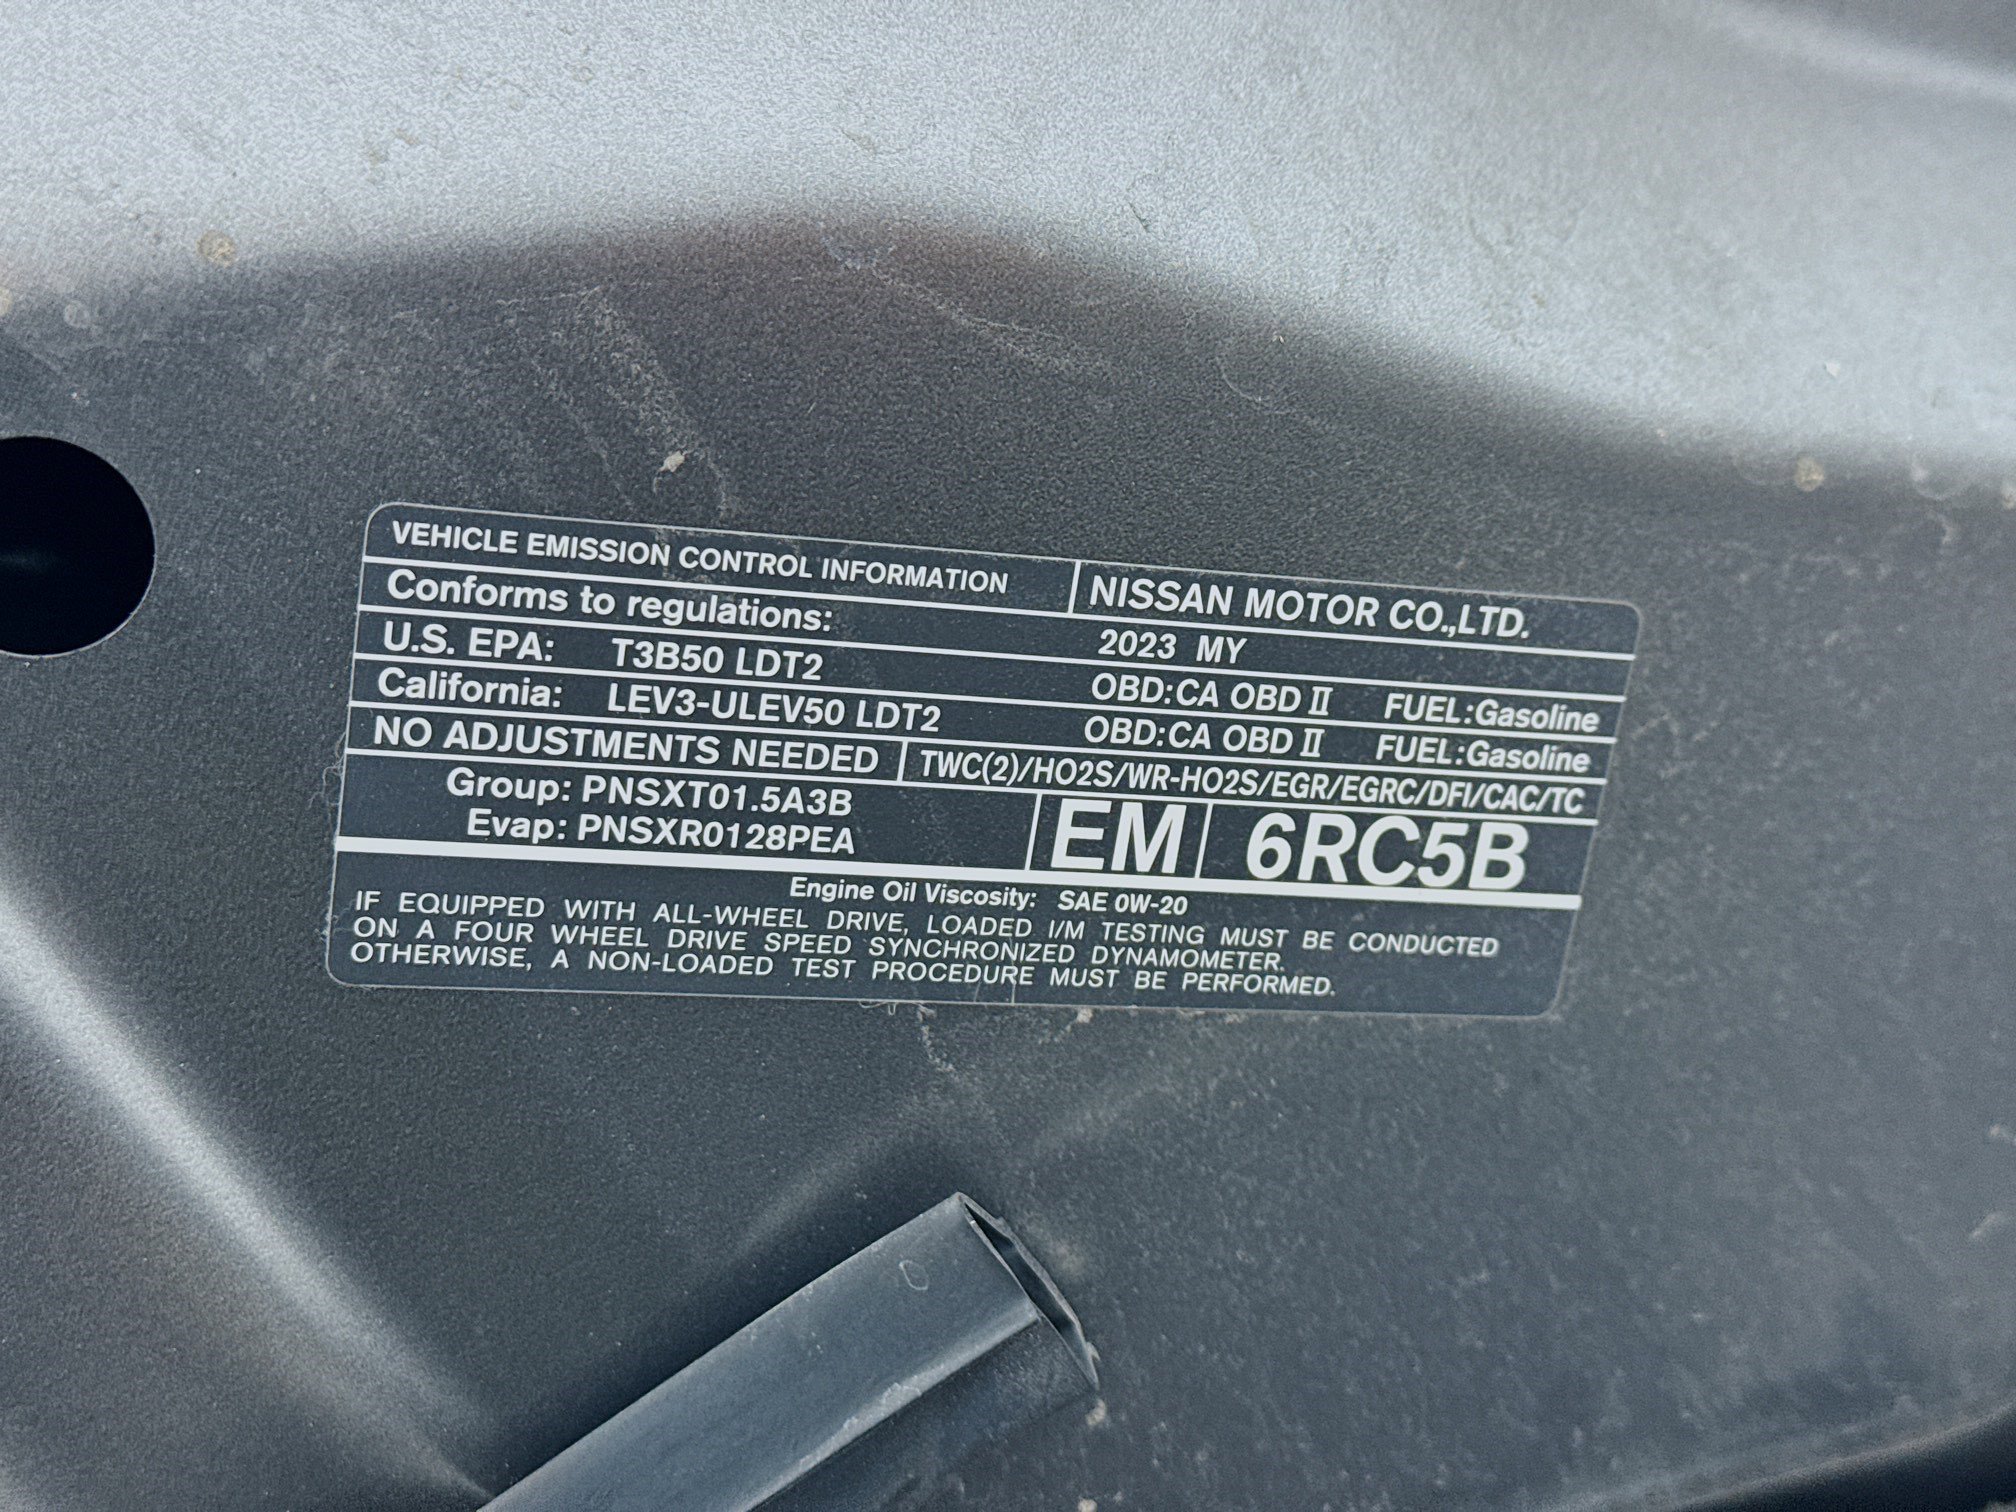 VEHICLE EMISSION CONTROL INFORMATION NISSAN MOTOR CO.,LTD.
Conforms to regulations: 2023 MY
U.S. EPA: T3B50 LDT2 OBD:CA OBD II FUEL:Gasoline
California: LEV3-ULEV50 LDT2 OBD:CA OBD II FUEL:Gasoline
NO ADJUSTMENTS NEEDED TWC(2)/HO2S/WR-HO2S/EGR/EGRC/DFI/CAC/TC
Group: PNSXT01.5A3B
Evap: PNSXR0128PEA
EM 6RC5B
Engine Oil Viscosity: SAE 0W-20
IF EQUIPPED WITH ALL-WHEEL DRIVE, LOADED I/M TESTING MUST BE CONDUCTED
ON A FOUR WHEEL DRIVE SPEED SYNCHRONIZED DYNAMOMETER.
OTHERWISE, A NON-LOADED TEST PROCEDURE MUST BE PERFORMED.